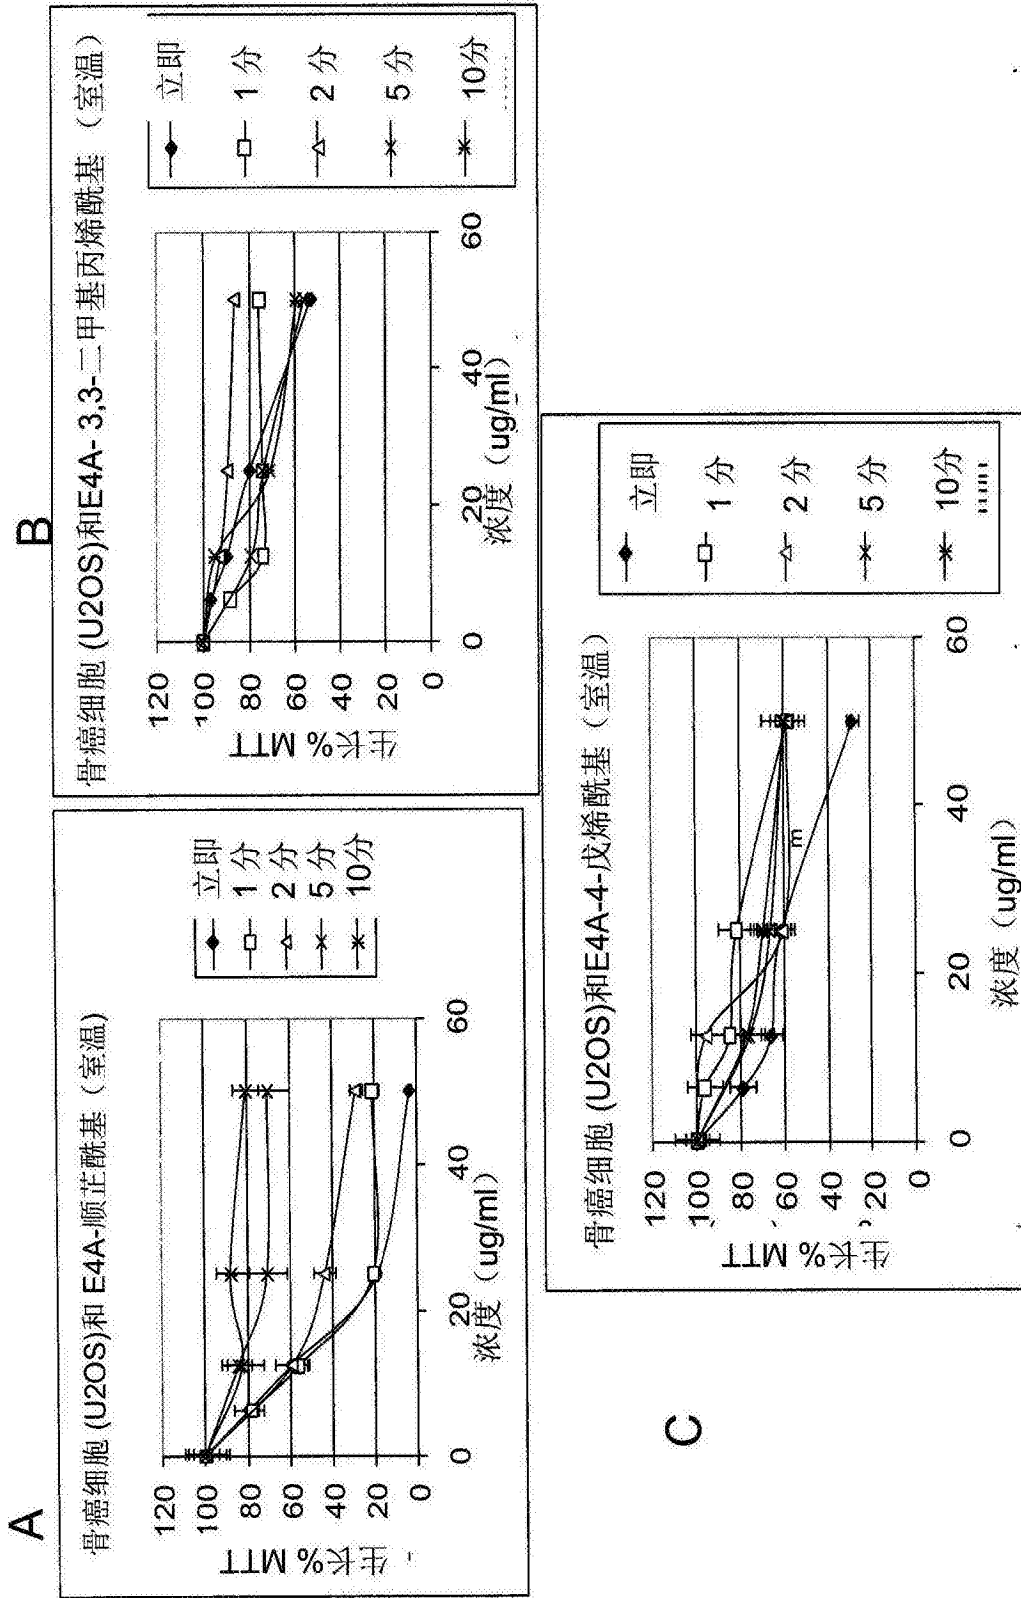 A
骨癌细胞 (U2OS)和 E4A-顺芷酰基（室温)
120
100
80
60
40
20
0
生长% MTT
0
20
40
60
浓度（ug/ml）
立即
1 分
2 分
5 分
10分
B
骨癌细胞 (U2OS)和E4A- 3,3-二甲基丙烯酰基（室温）
120
100
80
60
40
20
0
生长% MTT
0
20
40
60
浓度（ug/ml）
立即
1 分
2 分
5 分
10分
C
骨癌细胞 (U2OS)和E4A-4-戊烯酰基（室温）
120
100
80
60
40
20
0
生长% MTT
m
0
20
40
60
浓度（ug/ml）
立即
1 分
2 分
5 分
10分